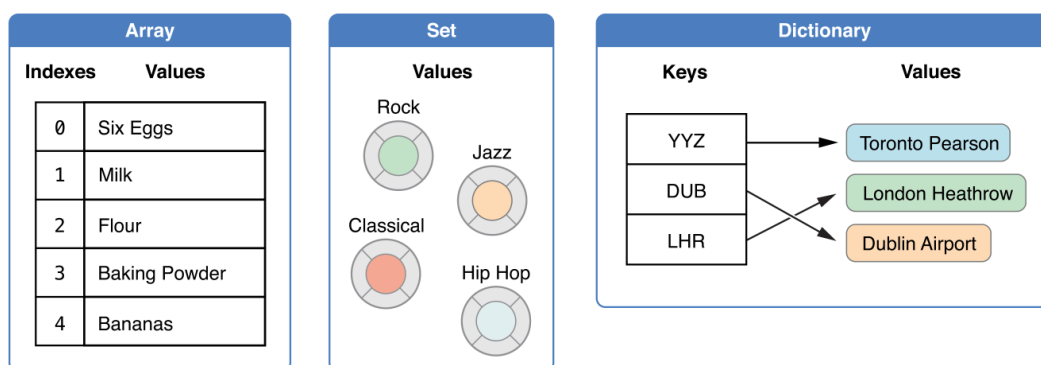 Array
Indexes Values
0 Six Eggs
1 Milk
2 Flour
3 Baking Powder
4 Bananas
Set
Values
Rock
Jazz
Classical
Hip Hop
Dictionary
Keys Values
YYZ Toronto Pearson
DUB London Heathrow
LHR Dublin Airport